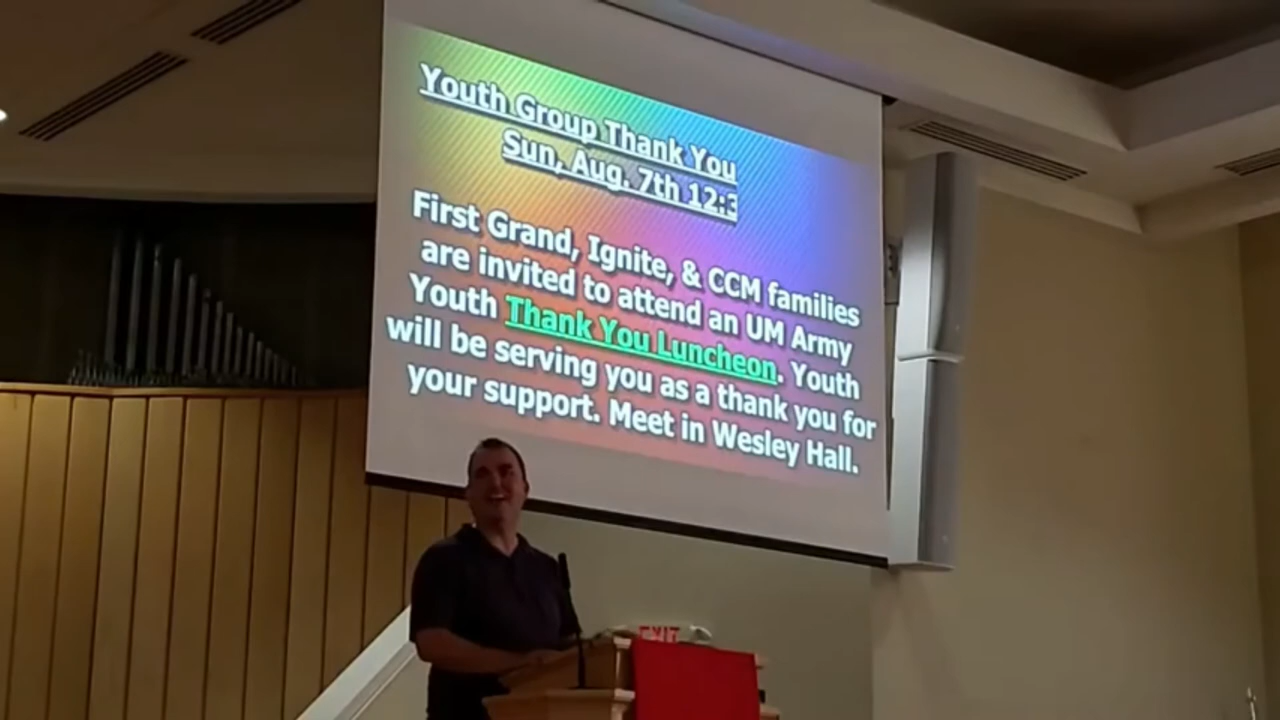 Youth Group Thank You
Sun, Aug. 7th 12:3
First Grand, Ignite, & CCM families
are invited to attend an UM Army
Youth Thank You Luncheon. Youth
will be serving you as a thank you for
your support. Meet in Wesley Hall.
EXIT